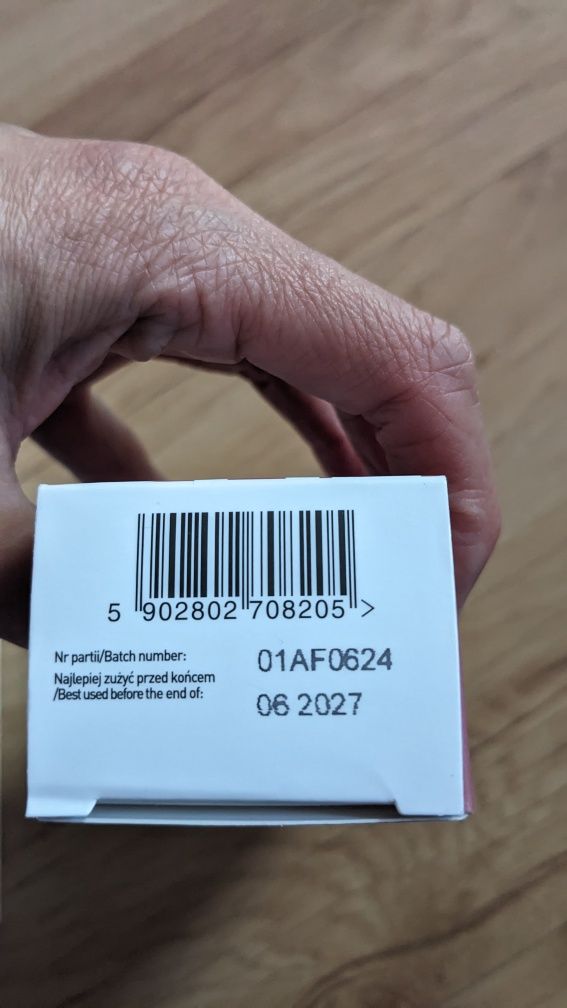 5 902802 708205 >
Nr partii/Batch number: 01AF0624
Najlepiej zużyć przed końcem
/Best used before the end of: 06 2027